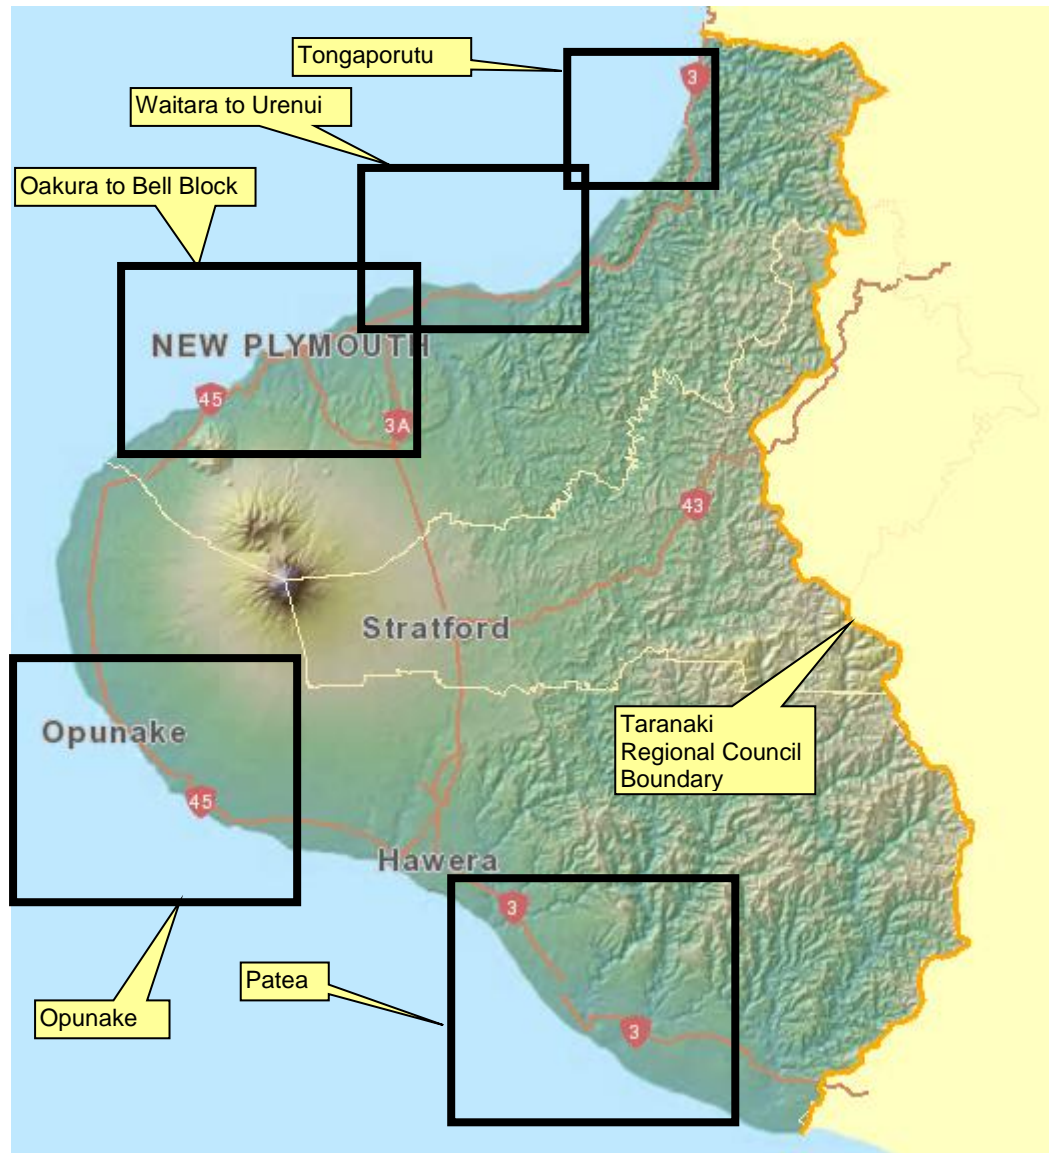 Tongaporutu
3
Waitara to Urenui
Oakura to Bell Block
NEW PLYMOUTH
45
3A
43
Stratford
Taranaki
Regional Council
Boundary
Opunake
45
Hawera
3
Patea
Opunake
3